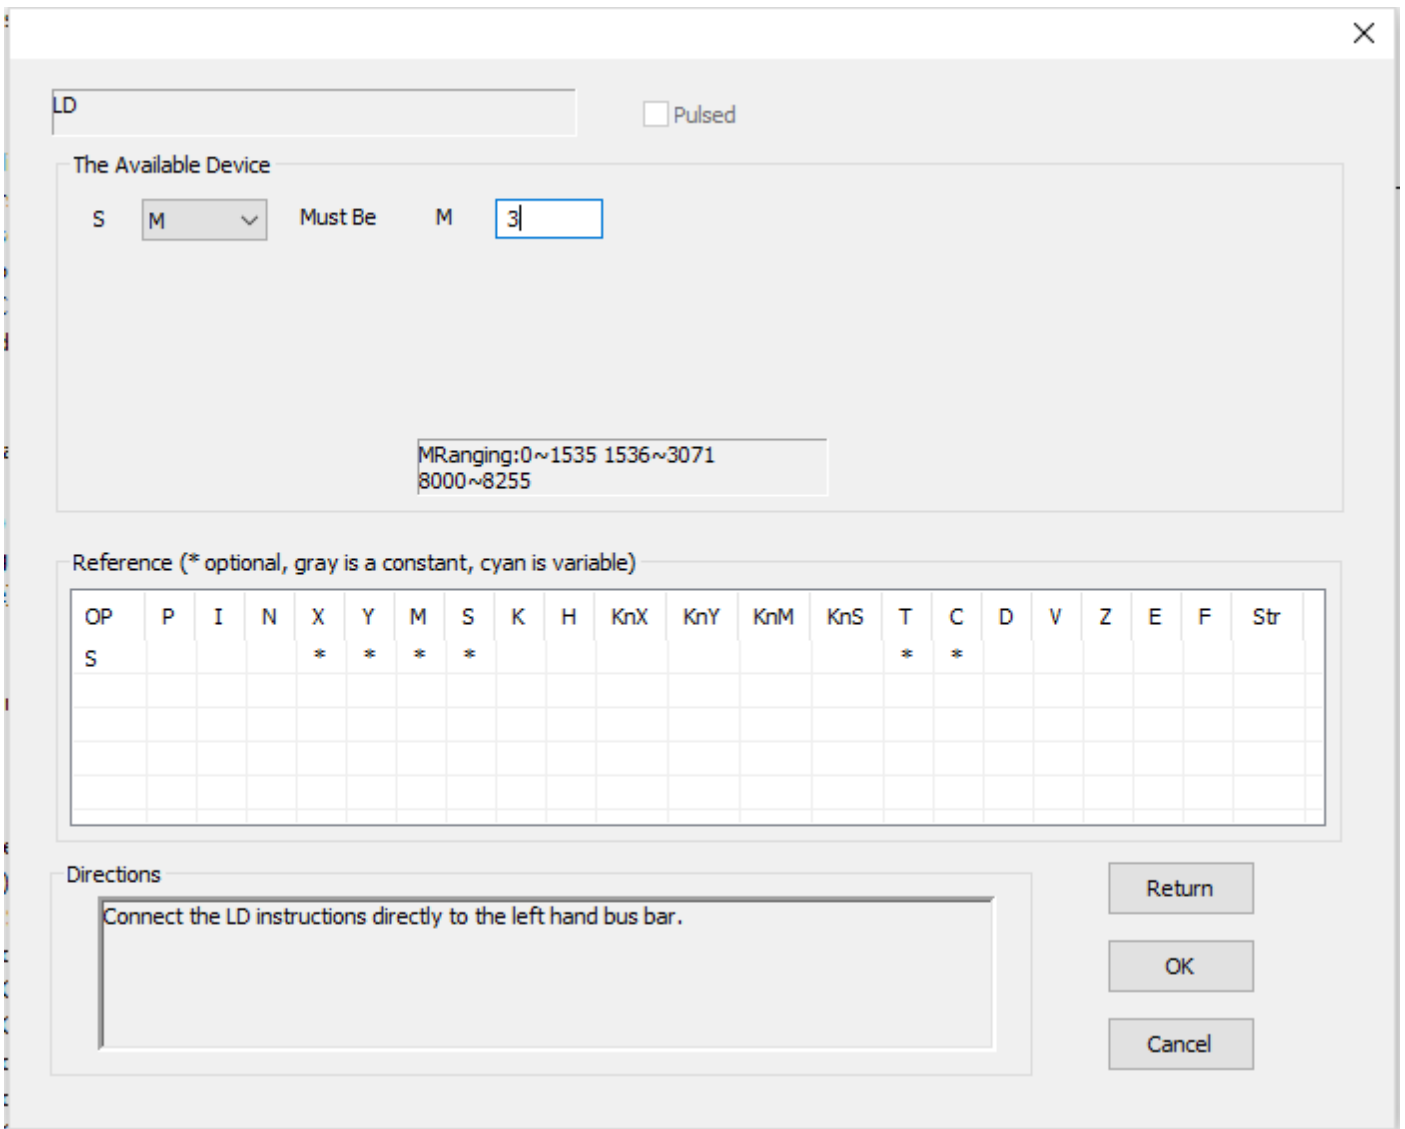 LD
Pulsed
The Available Device
S M Must Be M 3
MRanging:0~1535 1536~3071
8000~8255
Reference (* optional, gray is a constant, cyan is variable)
OP P I N X Y M S K H KnX KnY KnM KnS T C D V Z E F Str
S * * * * * *
Directions
Connect the LD instructions directly to the left hand bus bar.
Return
OK
Cancel